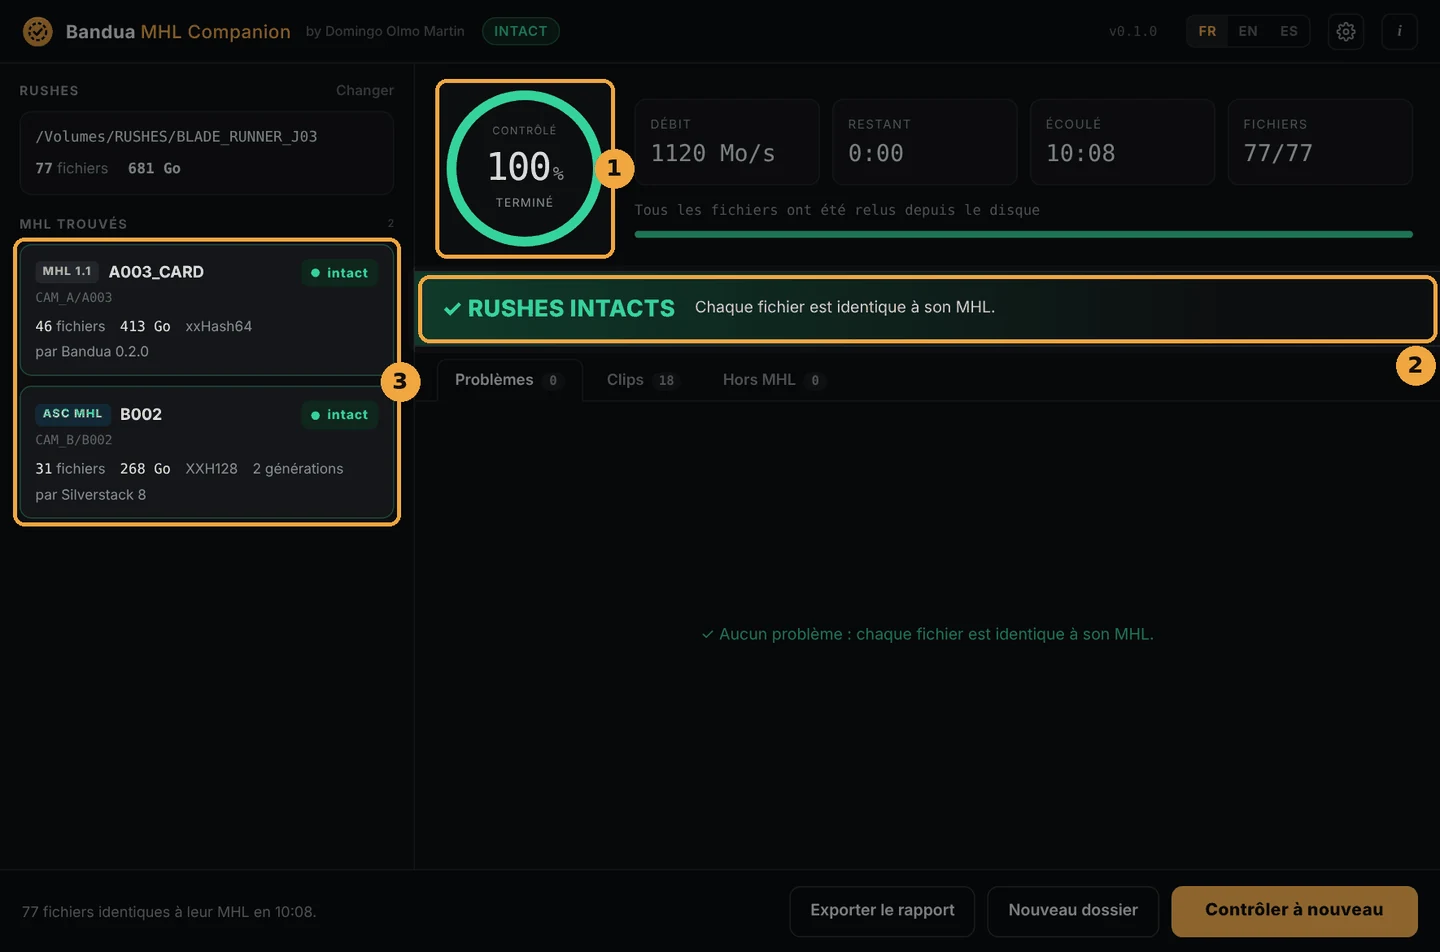 Bandua MHL Companion by Domingo Olmo Martin INTACT
v0.1.0 FR EN ES i
RUSHES Changer
/Volumes/RUSHES/BLADE_RUNNER_J03
77 fichiers 681 Go
MHL TROUVÉS 2
MHL 1.1 A003_CARD intact
CAM_A/A003
46 fichiers 413 Go xxHash64
par Bandua 0.2.0
ASC MHL B002 intact
CAM_B/B002
31 fichiers 268 Go XXH128 2 générations
par Silverstack 8
3
CONTRÔLÉ
100%
TERMINÉ
1
DÉBIT
1120 Mo/s
RESTANT
0:00
ÉCOULÉ
10:08
FICHIERS
77/77
Tous les fichiers ont été relus depuis le disque
✓ RUSHES INTACTS Chaque fichier est identique à son MHL.
2
Problèmes 0 Clips 18 Hors MHL 0
✓ Aucun problème : chaque fichier est identique à son MHL.
77 fichiers identiques à leur MHL en 10:08.
Exporter le rapport Nouveau dossier Contrôler à nouveau